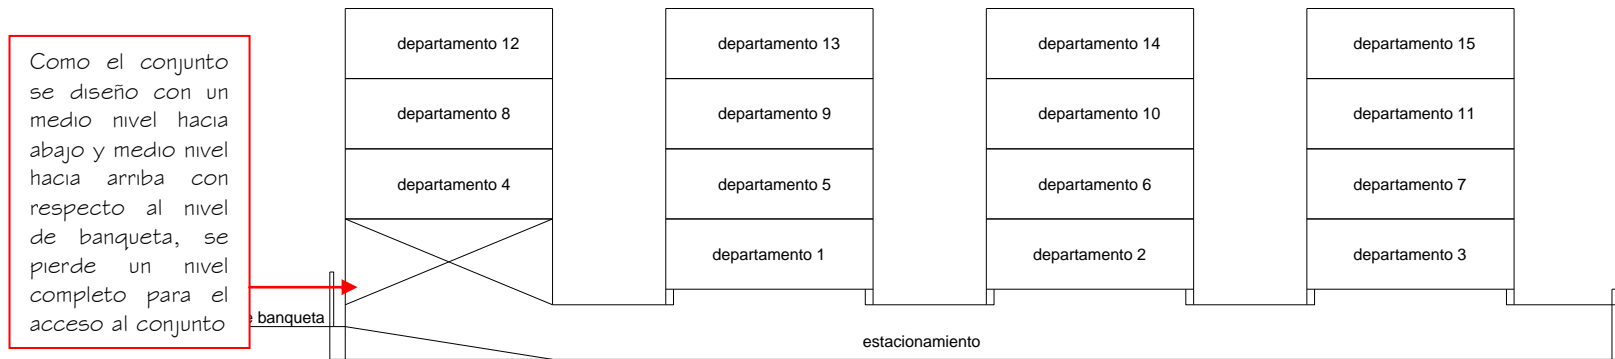 departamento 12
departamento 13
departamento 14
departamento 15
Como el conjunto
se diseño con un
medio nivel hacia
abajo y medio nivel
hacia arriba con
respecto al nivel
de banqueta, se
pierde un nivel
completo para el
acceso al conjunto
departamento 8
departamento 9
departamento 10
departamento 11
departamento 4
departamento 5
departamento 6
departamento 7
departamento 1
departamento 2
departamento 3
banqueta
estacionamiento